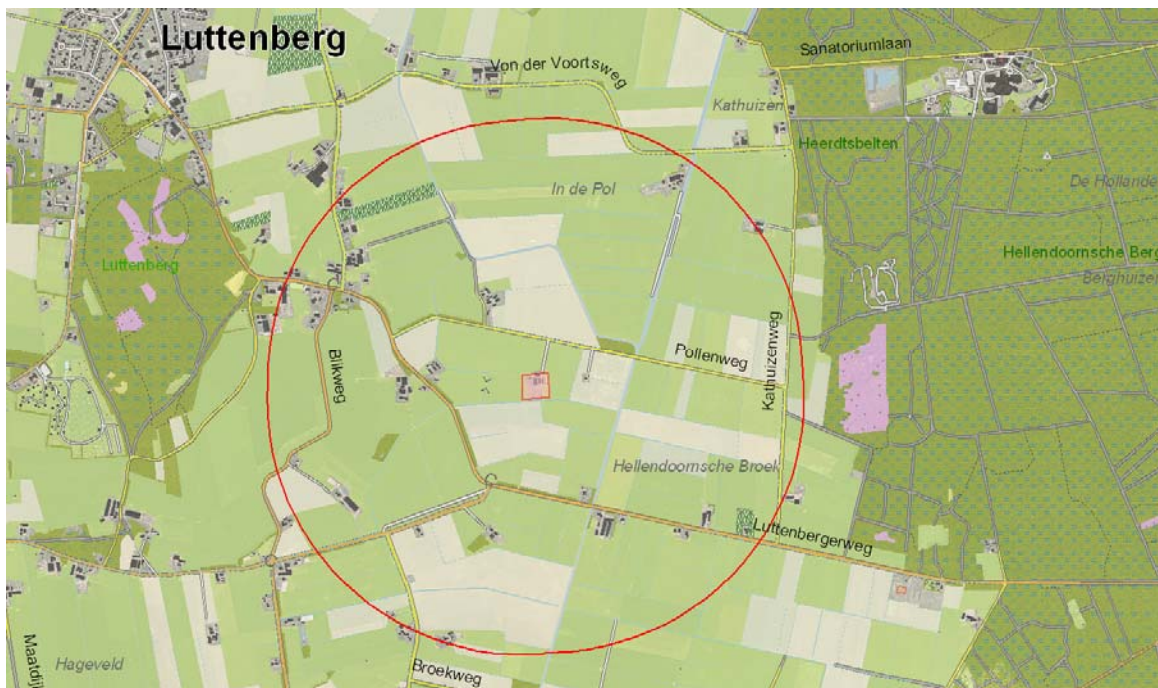 Luttenberg
Sanatoriumlaan
Von der Voortsweg
Kathuizen
Heerdtsbelten
De Hollande
In de Pol
Hellendoornsche Berg
Luttenberg
Berghuizen
Pollenweg
Blikweg
Kathuizenweg
Hellendoornsche Broek
Luttenbergerweg
Maatdijk
Hageveld
Broekweg